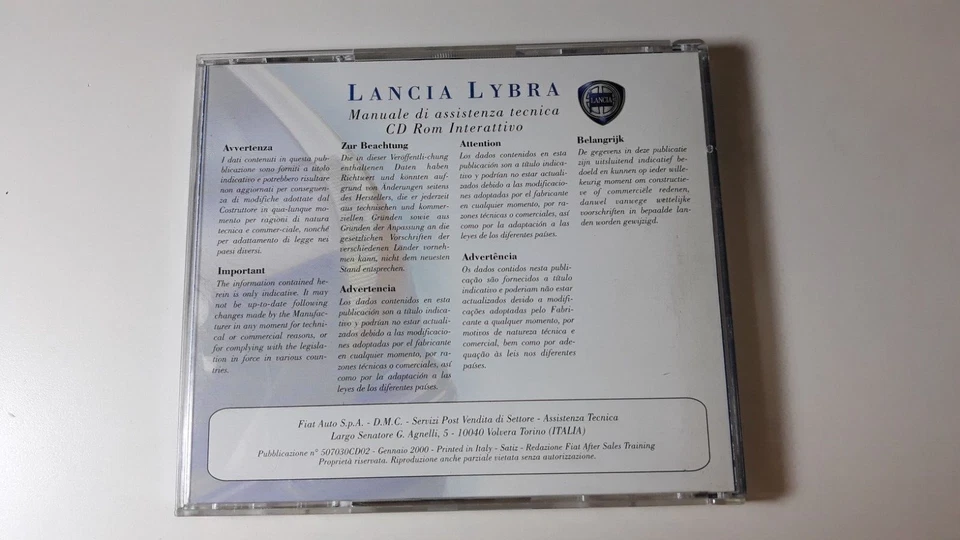 LANCIA LYBRA
Manuale di assistenza tecnica
CD Rom Interattivo
LANCIA
Avvertenza
I dati contenuti in questa pub-
blicazione vono forniti a titolo
indicativo e potrebbero risultare
non aggiornati per conseguen-
za di modifiche adottate dal
Costruttore in qua-lunque mo-
mento per ragioni di natura
tecnica e commer-ciale, nonché
per adattamento di legge nei
paesi diversi.
Important
The information contained he-
rein is only indicative. It may
not be up-to-date following
changes made by the Manufac-
turer in any moment for techni-
cal or commercial reasons, or
for complying with the legisla-
tion in force in various coun-
tries.
Zur Beachtung
Die in dieser Veröffentli-chung
enthaltenen Daten haben
Richtwert und könnten auf-
grund von Änderungen seitens
des Herstellers, die er jederzeit
aus technischen und kommer-
ziellen Gründen sowie aus
Gründen der Anpassung an die
gesetzlichen Vorschriften der
verschiedenen Länder vorneh-
men kann, nicht dem neuesten
Stand entsprechen.
Advertencia
Los dados contenidos en esta
publicación son a título indica-
tivo y podrían no estar actuali-
zados debido a las modificacio-
nes adoptadas por el fabricante
en cualquier momento, por ra-
zones técnicas o comerciales, así
como por la adaptación a las
leyes de los diferentes países.
Attention
Los dados contenidos en esta
publicación son a título indica-
tivo y podrían no estar actuali-
zados debido a las modificacio-
nes adoptadas por el fabricante
en cualquier momento, por ra-
zones técnicas o comerciales, así
como por la adaptación a las
leyes de los diferentes países.
Advertência
Os dados contidos nesta publi-
cação são fornecidos a título
indicativo e poderiam não estar
actualizados devido a modifi-
cações adoptadas pelo Fabri-
cante a qualquer momento, por
motivos de natureza técnica e
comercial, bem como por ade-
quação às leis nos diferentes
países.
Belangrijk
De gegevens in deze publicatie
zijn uitsluitend indicatief be-
doeld en kunnen op ieder wille-
keurig moment om constructie-
ve of commerciële redenen,
danwel vanwege wettelijke
voorschriften in bepaalde lan-
den worden gewijzigd.
Fiat Auto S.p.A. - D.M.C. - Servizi Post Vendita di Settore - Assistenza Tecnica
Largo Senatore G. Agnelli, 5 - 10040 Volvera Torino (ITALIA)
Pubblicazione n° 507030CD02 - Gennaio 2000 - Printed in Italy - Satiz - Redazione Fiat After Sales Training
Proprietà riservata. Riproduzione anche parziale vietata senza autorizzazione.